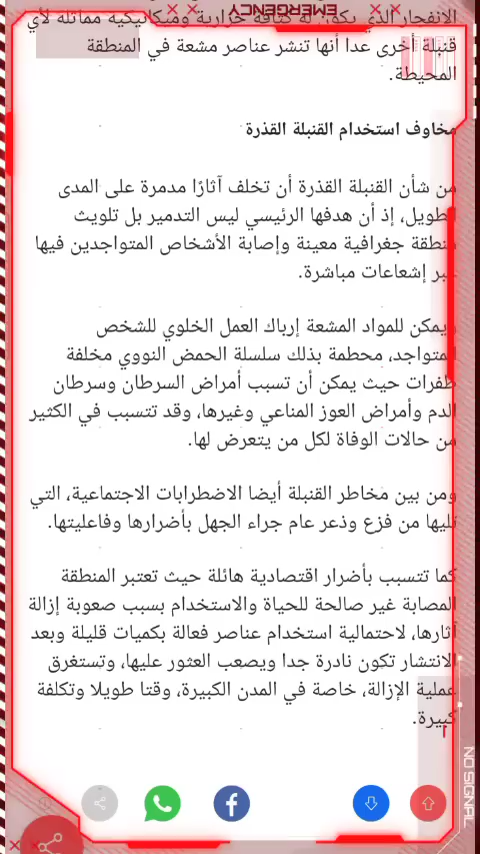 EMERGENCY
الانفجار الذي يكون له كثافة حرارية وميكانيكية مماثلة لأي
قنبلة أخرى عدا أنها تنشر عناصر مشعة في المنطقة
المحيطة.
مخاوف استخدام القنبلة القذرة
من شأن القنبلة القذرة أن تخلف آثارًا مدمرة على المدى
الطويل، إذ أن هدفها الرئيسي ليس التدمير بل تلويث
منطقة جغرافية معينة وإصابة الأشخاص المتواجدين فيها
عبر إشعاعات مباشرة.
ويمكن للمواد المشعة إرباك العمل الخلوي للشخص
المتواجد، محطمة بذلك سلسلة الحمض النووي مخلفة
طفرات حيث يمكن أن تسبب أمراض السرطان وسرطان
الدم وأمراض العوز المناعي وغيرها، وقد تتسبب في الكثير
من حالات الوفاة لكل من يتعرض لها.
ومن بين مخاطر القنبلة أيضا الاضطرابات الاجتماعية، التي
تليها من فزع وذعر عام جراء الجهل بأضرارها وفاعليتها.
كما تتسبب بأضرار اقتصادية هائلة حيث تعتبر المنطقة
المصابة غير صالحة للحياة والاستخدام بسبب صعوبة إزالة
آثارها، لاحتمالية استخدام عناصر فعالة بكميات قليلة وبعد
الانتشار تكون نادرة جدا ويصعب العثور عليها، وتستغرق
عملية الإزالة، خاصة في المدن الكبيرة، وقتا طويلا وتكلفة
كبيرة.
NO SIGNAL